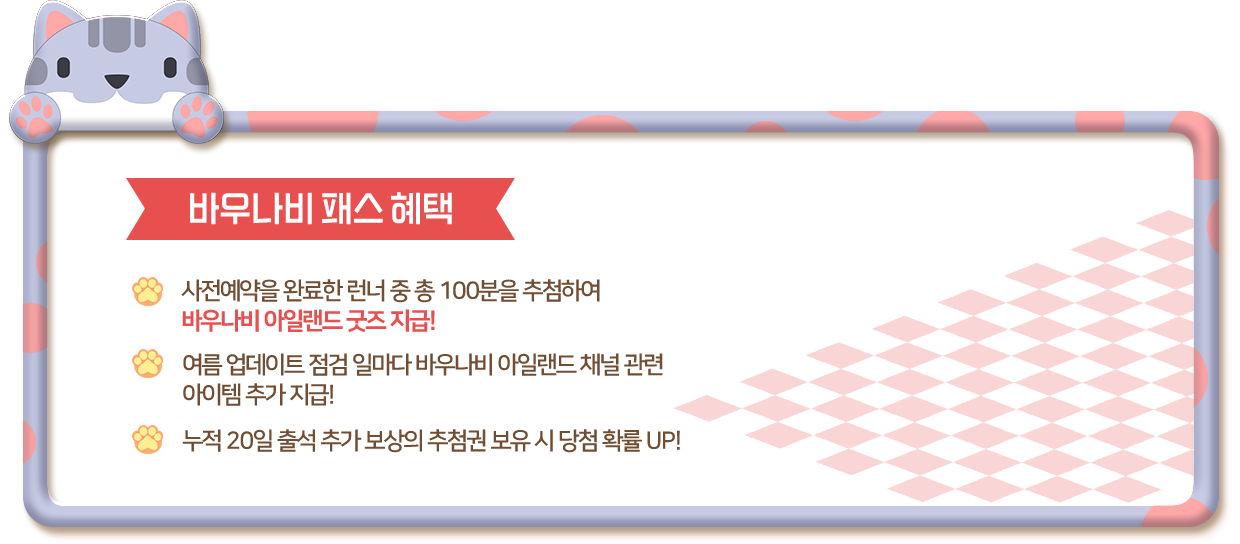 바우나비 패스 혜택
사전예약을 완료한 런너 중 총 100분을 추첨하여
바우나비 아일랜드 굿즈 지급!
여름 업데이트 점검 일마다 바우나비 아일랜드 채널 관련
아이템 추가 지급!
누적 20일 출석 추가 보상의 추첨권 보유 시 당첨 확률 UP!